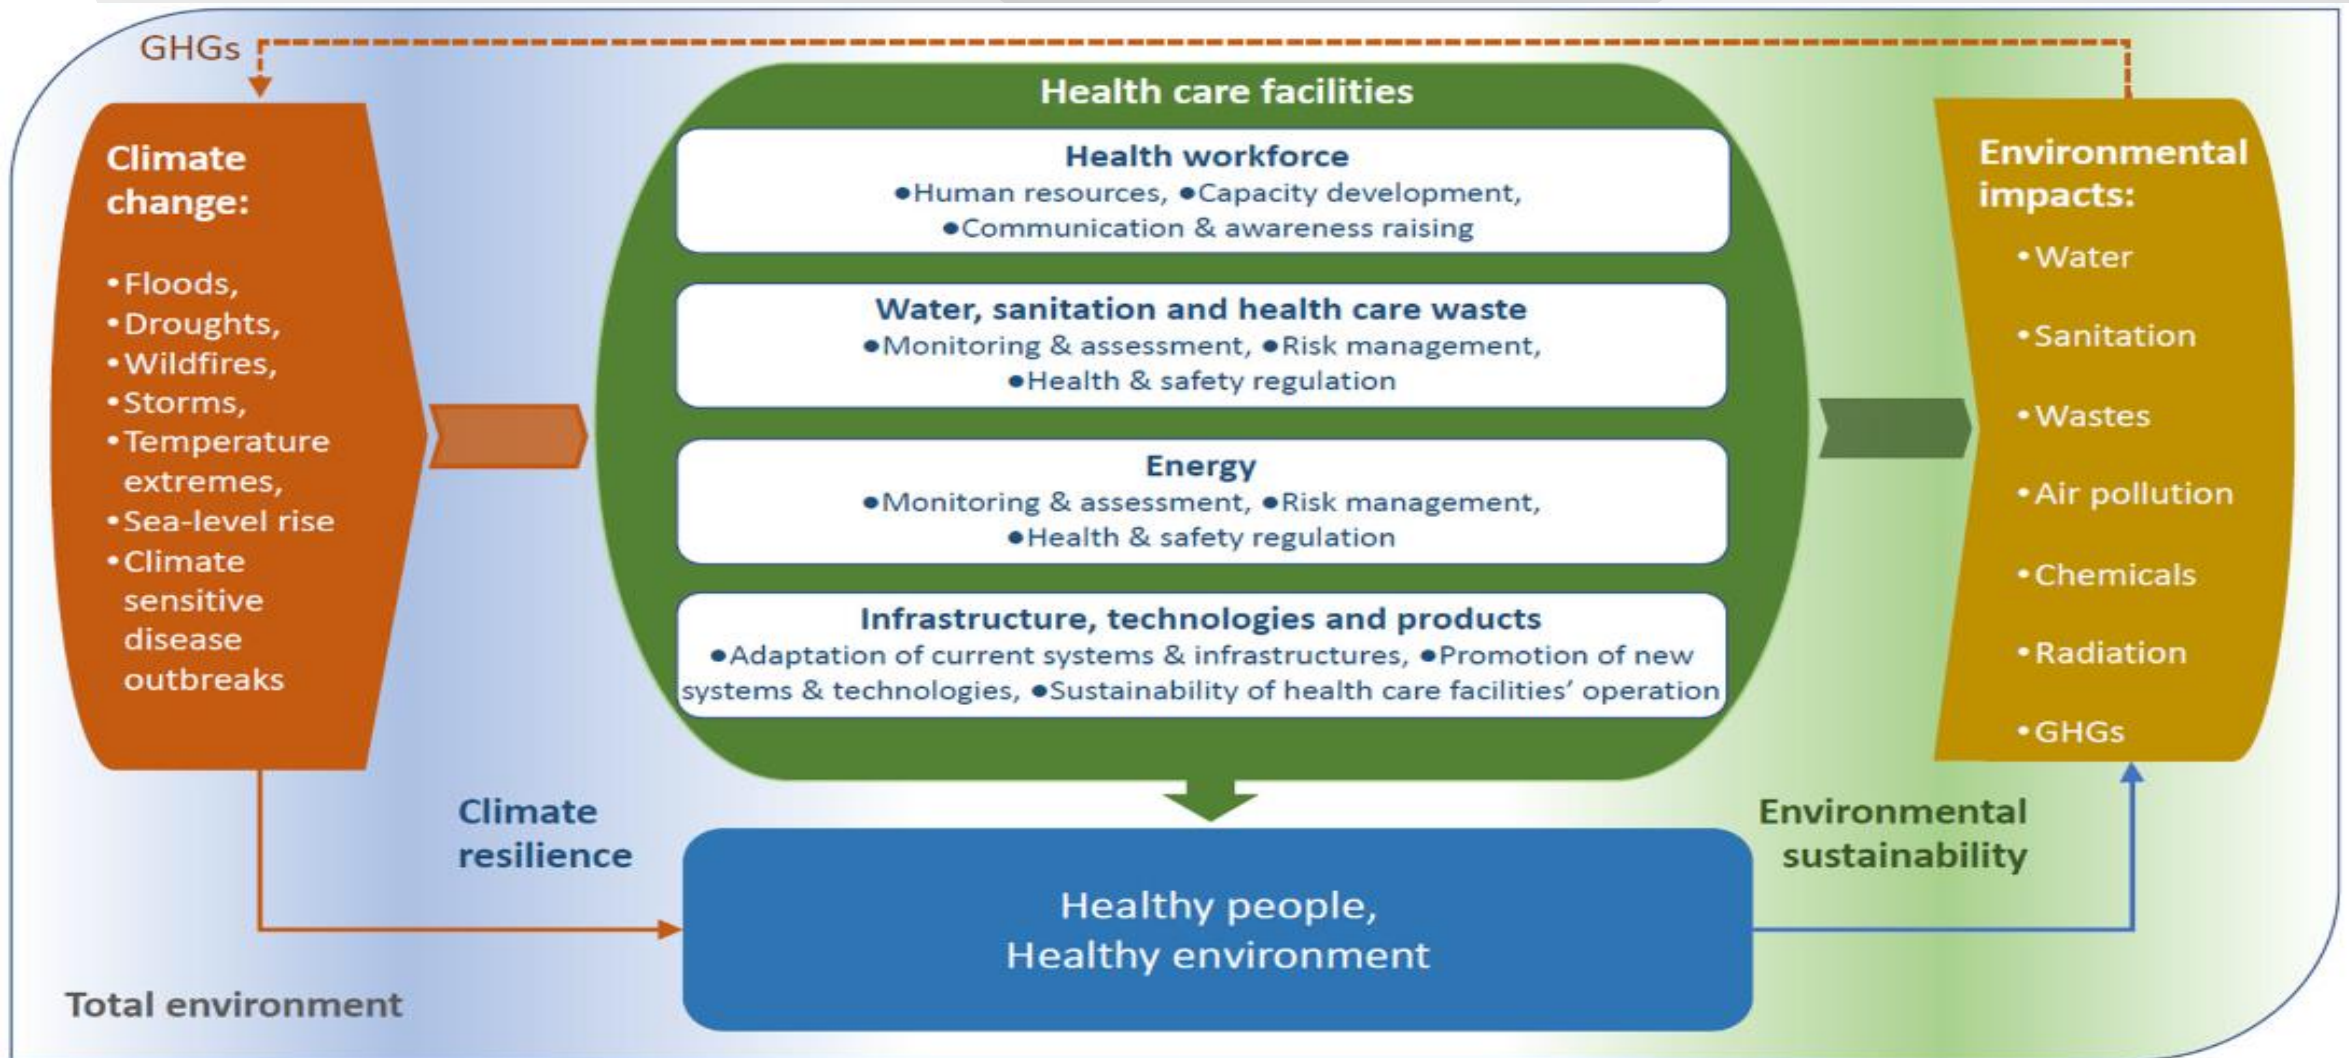 GHGs
Climate
change:
•Floods,
•Droughts,
•Wildfires,
•Storms,
•Temperature
extremes,
•Sea-level rise
•Climate
sensitive
disease
outbreaks
Health care facilities
Health workforce
●Human resources, ●Capacity development,
●Communication & awareness raising
Water, sanitation and health care waste
●Monitoring & assessment, ●Risk management,
●Health & safety regulation
Energy
●Monitoring & assessment, ●Risk management,
●Health & safety regulation
Infrastructure, technologies and products
●Adaptation of current systems & infrastructures, ●Promotion of new
systems & technologies, ●Sustainability of health care facilities’ operation
Environmental
impacts:
•Water
•Sanitation
•Wastes
•Air pollution
•Chemicals
•Radiation
•GHGs
Climate
resilience
Environmental
sustainability
Healthy people,
Healthy environment
Total environment